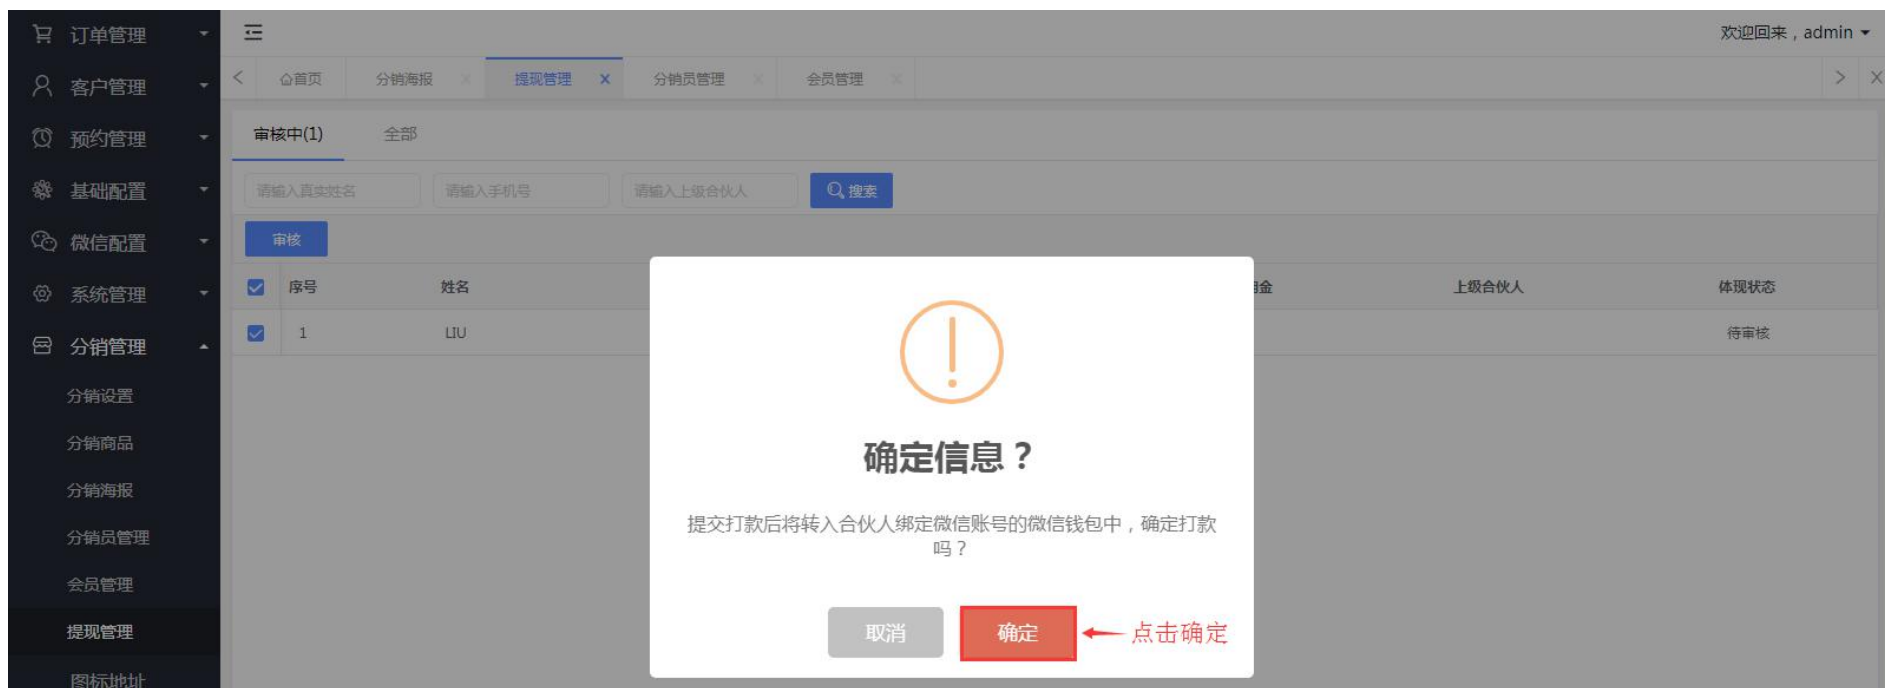 订单管理
欢迎回来，admin
客户管理
首页
分销海报
提现管理
分销员管理
会员管理
预约管理
审核中(1)
全部
基础配置
请输入真实姓名
请输入手机号
请输入上级合伙人
搜索
微信配置
审核
系统管理
序号
姓名
金
上级合伙人
体现状态
分销管理
1
LIU
待审核
分销设置
分销商品
分销海报
分销员管理
会员管理
提现管理
图标地址
确定信息？
提交打款后将转入合伙人绑定微信账号的微信钱包中，确定打款
吗？
取消
确定
点击确定